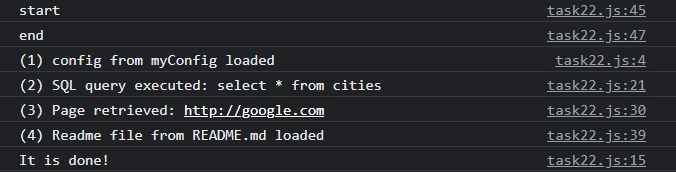 start task22.js:45
end task22.js:47
(1) config from myConfig loaded task22.js:4
(2) SQL query executed: select * from cities task22.js:21
(3) Page retrieved: http://google.com task22.js:30
(4) Readme file from README.md loaded task22.js:39
It is done! task22.js:15